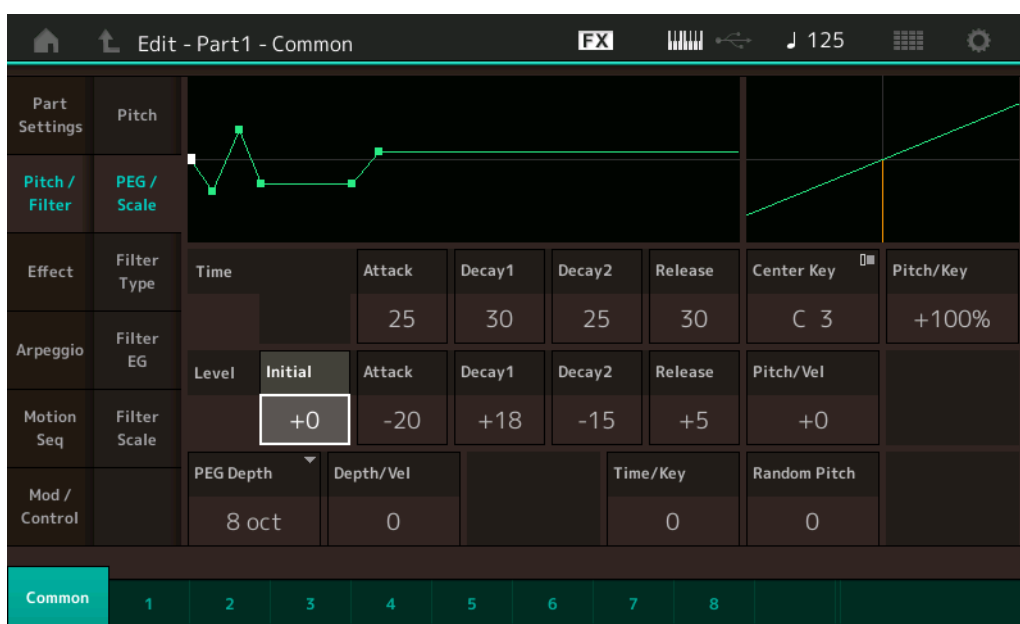 Edit - Part1 - Common
FX
125
Part
Settings
Pitch
Pitch /
Filter
PEG /
Scale
Effect
Filter
Type
Time
Attack
Decay1
Decay2
Release
Center Key
Pitch/Key
25
30
25
30
C 3
+100%
Arpeggio
Filter
EG
Level
Initial
Attack
Decay1
Decay2
Release
Pitch/Vel
+0
-20
+18
-15
+5
+0
Motion
Seq
Filter
Scale
PEG Depth
Depth/Vel
Time/Key
Random Pitch
Mod /
Control
8 oct
0
0
0
Common
1
2
3
4
5
6
7
8